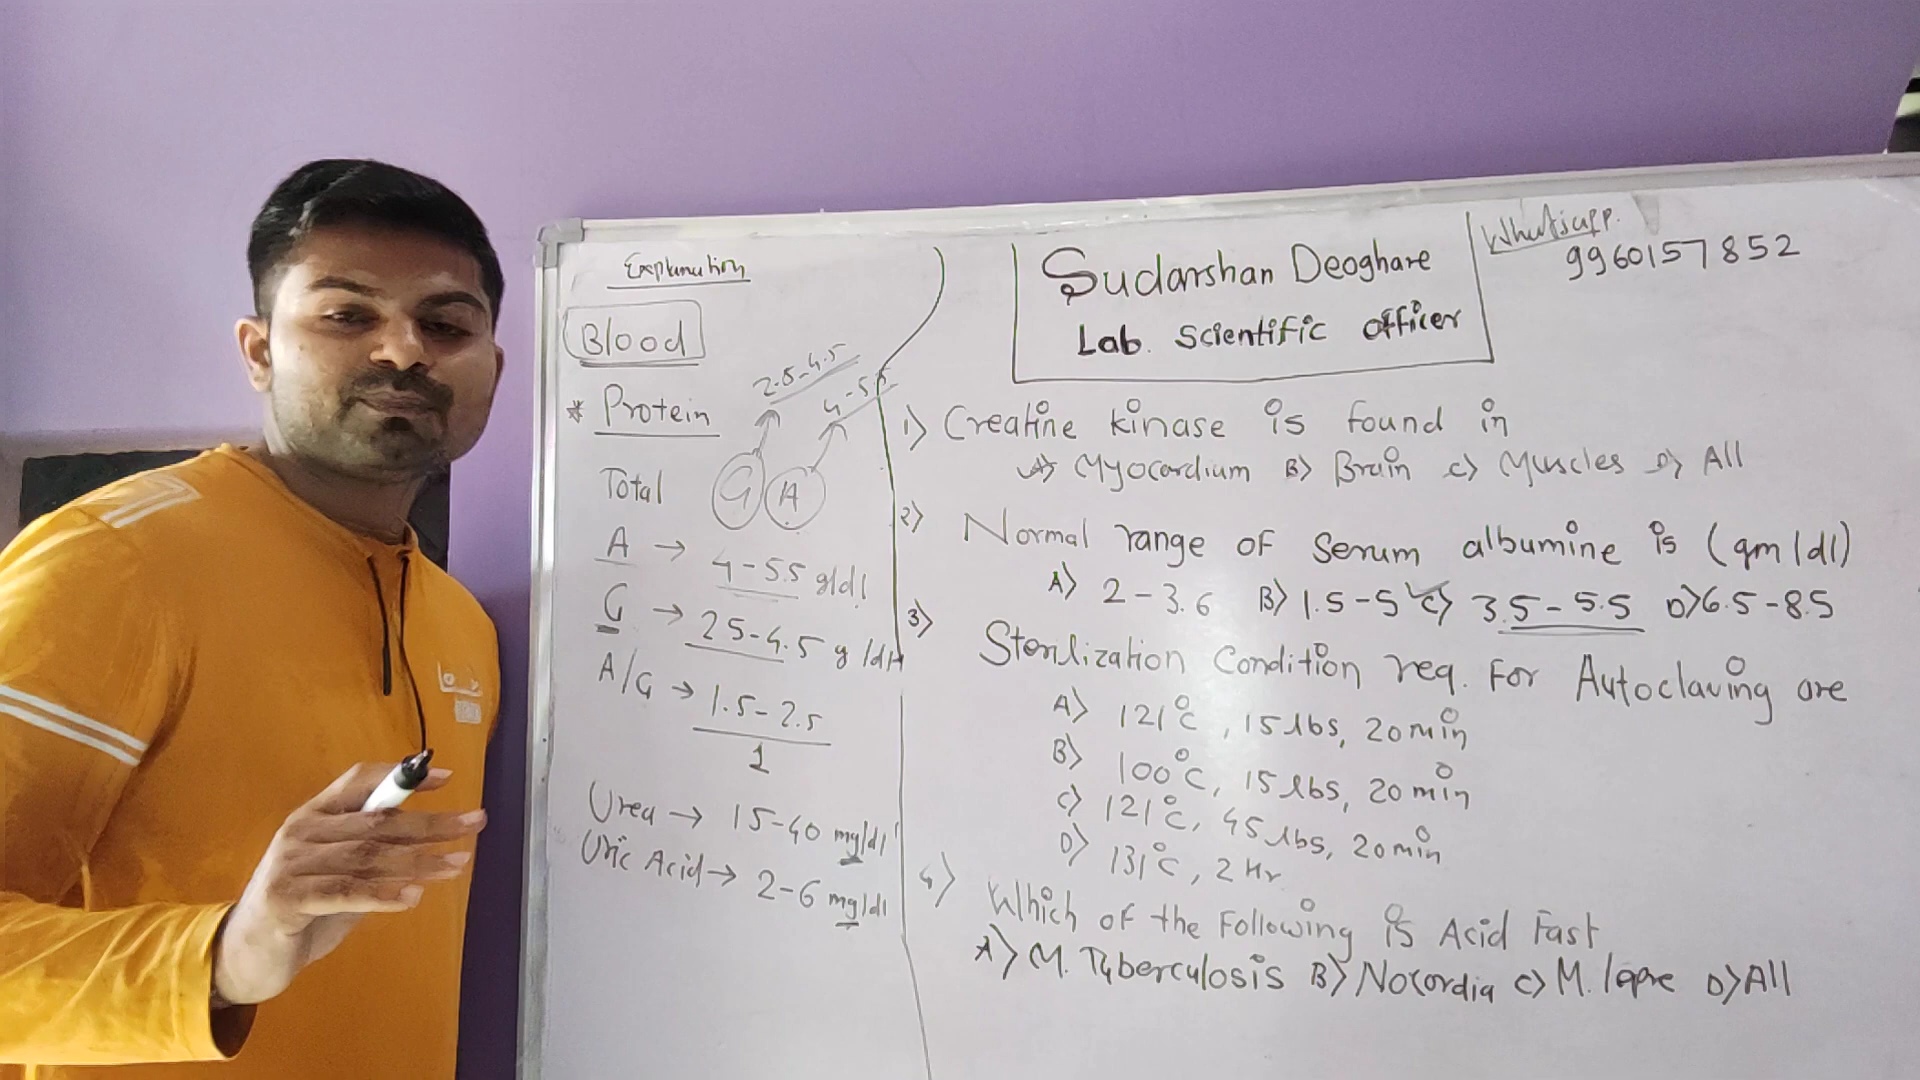 Explanation
Blood
* Protein
2.5-4.5
4-5.5
Total
G A
A → 4-5.5 g/dl
G → 2.5-4.5 g/dl
A/G → 1.5-2.5
1
Urea → 15-40 mg/dl
Uric Acid → 2-6 mg/dl
Sudarshan Deoghare
Lab. Scientific officer
Whatsapp.
9960157852
1) Creatine kinase is found in
A) Myocardium B) Brain C) Muscles D) All
2) Normal range of Serum albumine is (gm/dl)
A) 2-3.6 B) 1.5-5 C) 3.5-5.5 D) 6.5-8.5
3) Sterilization Condition req. For Autoclaving are
A) 121°C, 15 lbs, 20 min
B) 100°C, 15 lbs, 20 min
C) 121°C, 45 lbs, 20 min
D) 131°C, 2 Hr
4) Which of the Following is Acid Fast
A) M. Tuberculosis B) Nocordia C) M. lepre D) All